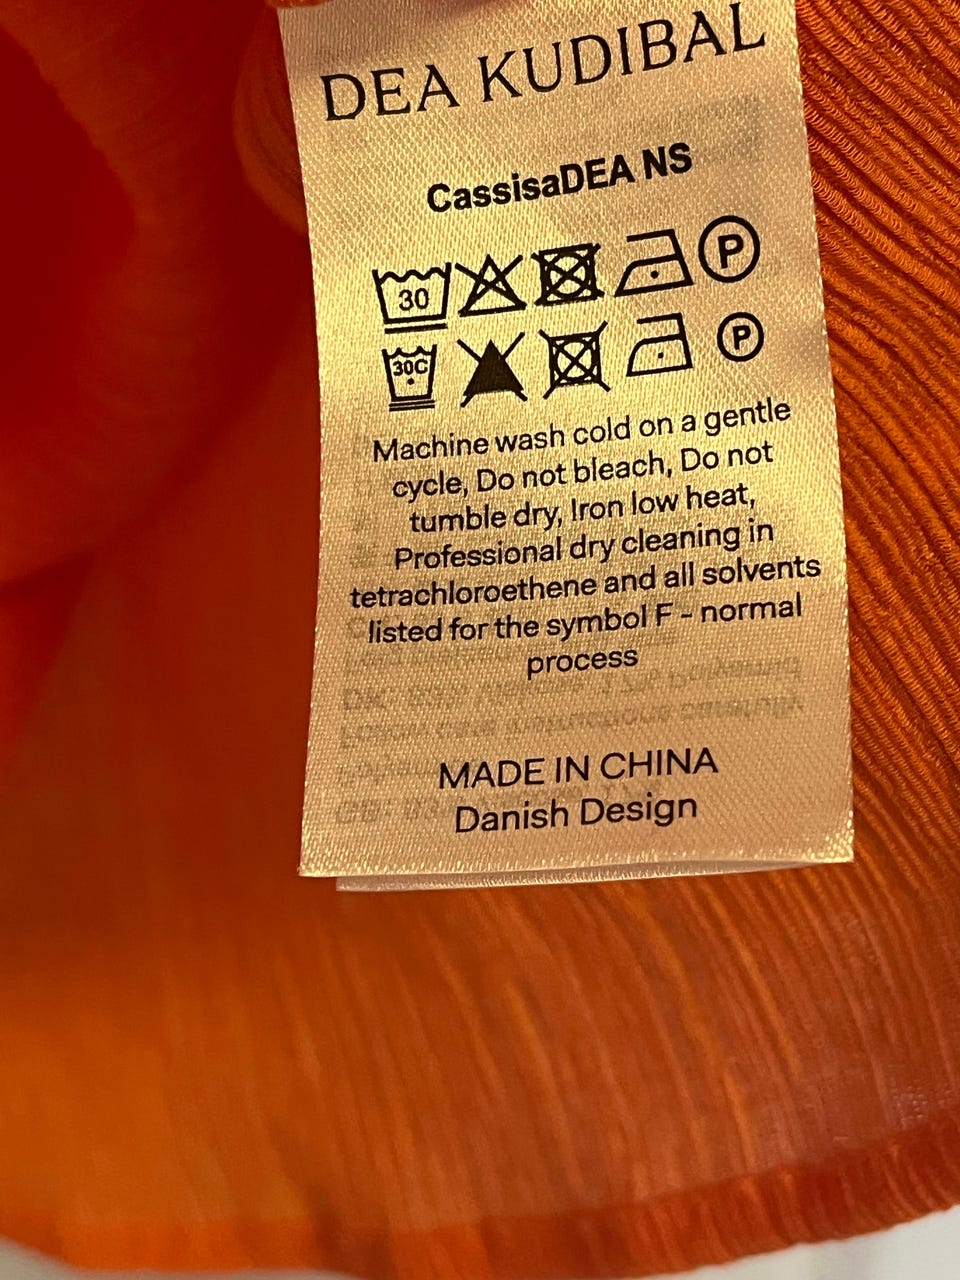 DEA KUDIBAL
CassisaDEA NS
30 P
30C P
Machine wash cold on a gentle
cycle, Do not bleach, Do not
tumble dry, Iron low heat,
Professional dry cleaning in
tetrachloroethene and all solvents
listed for the symbol F - normal
process
MADE IN CHINA
Danish Design